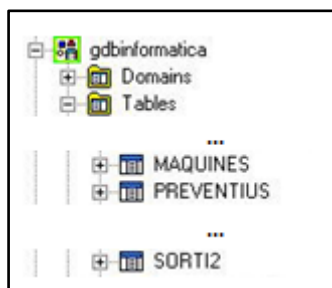 gdbinformatica
Domains
Tables
...
MAQUINES
PREVENTIUS
...
SORTI2